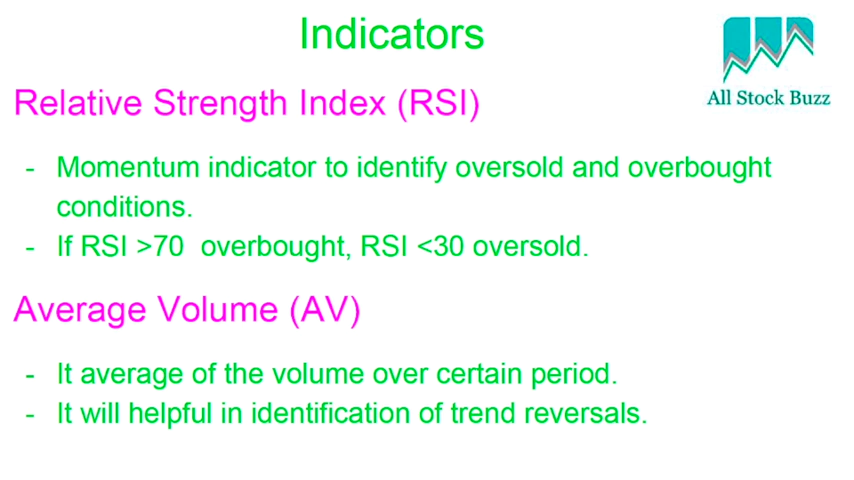 Indicators
All Stock Buzz
Relative Strength Index (RSI)
- Momentum indicator to identify oversold and overbought
conditions.
- If RSI >70  overbought, RSI <30 oversold.
Average Volume (AV)
- It average of the volume over certain period.
- It will helpful in identification of trend reversals.